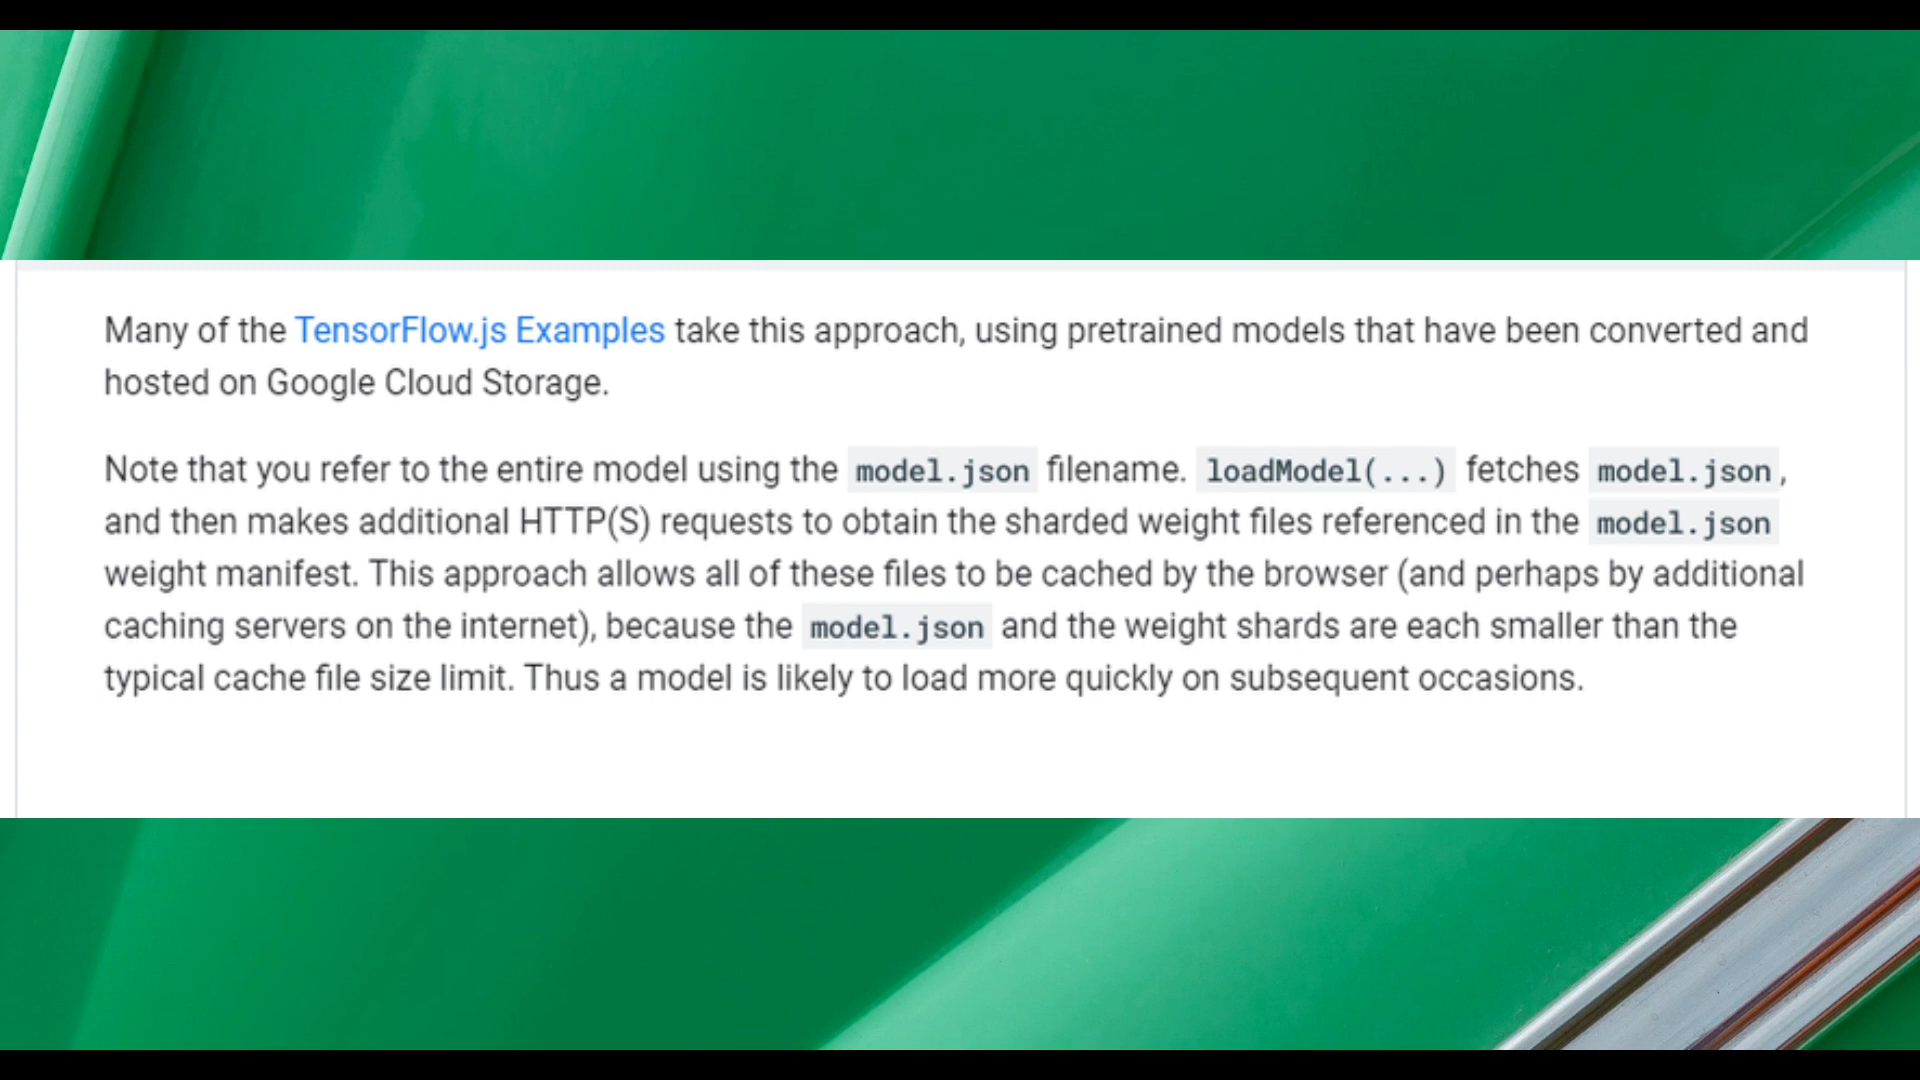 Many of the TensorFlow.js Examples take this approach, using pretrained models that have been converted and
hosted on Google Cloud Storage.
Note that you refer to the entire model using the model.json filename. loadModel(...) fetches model.json,
and then makes additional HTTP(S) requests to obtain the sharded weight files referenced in the model.json
weight manifest. This approach allows all of these files to be cached by the browser (and perhaps by additional
caching servers on the internet), because the model.json and the weight shards are each smaller than the
typical cache file size limit. Thus a model is likely to load more quickly on subsequent occasions.